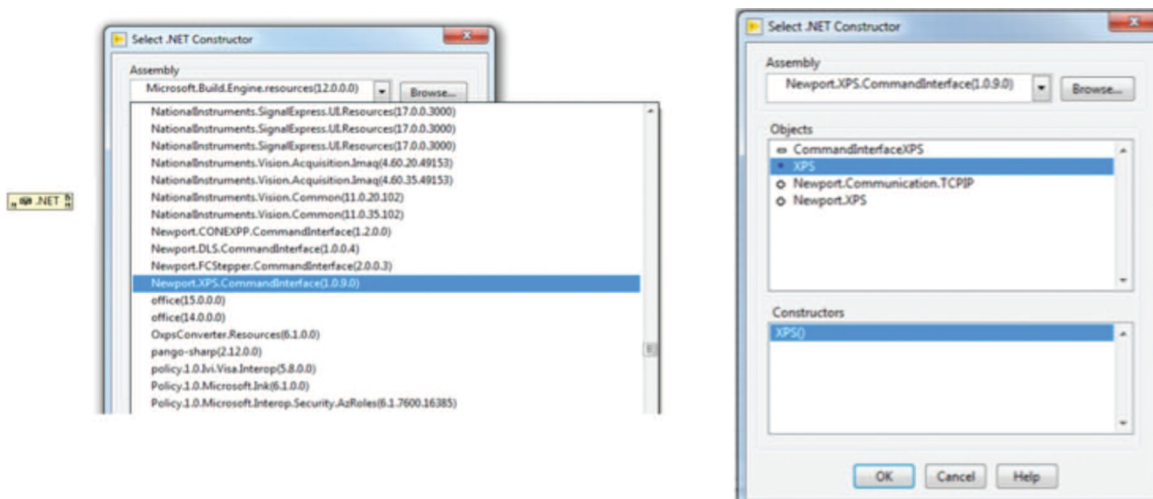 .NET
Select .NET Constructor
Assembly
Microsoft.Build.Engine.resources(12.0.0.0)
Browse...
NationalInstruments.SignalExpress.UI.Resources(17.0.0.3000)
NationalInstruments.SignalExpress.UI.Resources(17.0.0.3000)
NationalInstruments.SignalExpress.UI.Resources(17.0.0.3000)
NationalInstruments.Vision.Acquisition.Imaq(4.60.20.49153)
NationalInstruments.Vision.Acquisition.Imaq(4.60.35.49153)
NationalInstruments.Vision.Common(11.0.20.102)
NationalInstruments.Vision.Common(11.0.35.102)
Newport.CONEXPP.CommandInterface(1.2.0.0)
Newport.DLS.CommandInterface(1.0.0.4)
Newport.FCStepper.CommandInterface(2.0.0.3)
Newport.XPS.CommandInterface(1.0.9.0)
office(15.0.0.0)
office(14.0.0.0)
OxpsConverter.Resources(6.1.0.0)
pango-sharp(2.12.0.0)
policy.1.0.Ivi.Visa.Interop(5.8.0.0)
Policy.1.0.Microsoft.Ink(6.1.0.0)
Policy.1.0.Microsoft.Interop.Security.AzRoles(6.1.7600.16385)
Select .NET Constructor
Assembly
Newport.XPS.CommandInterface(1.0.9.0)
Browse...
Objects
CommandInterfaceXPS
XPS
Newport.Communication.TCPIP
Newport.XPS
Constructors
XPS()
OK
Cancel
Help